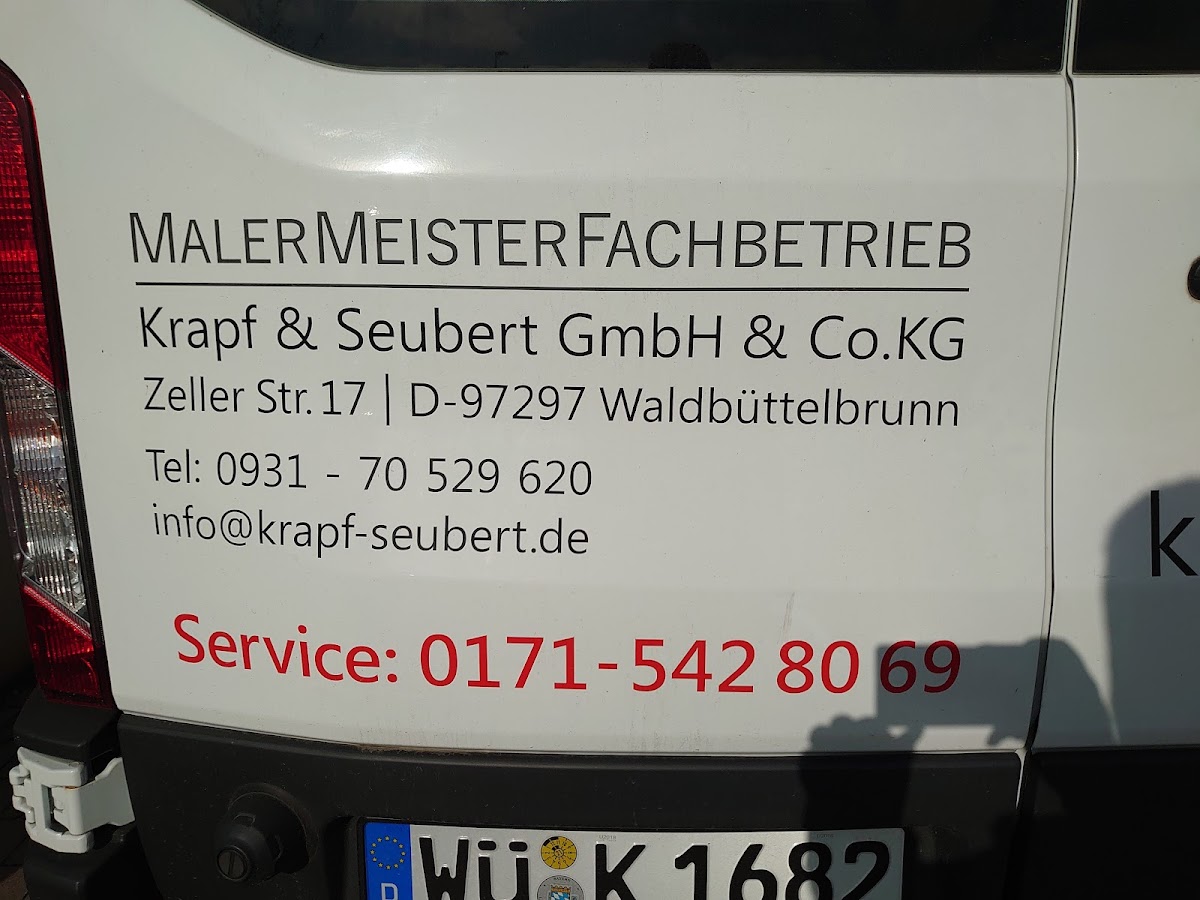 MALERMEISTERFACHBETRIEB
Krapf & Seubert GmbH & Co.KG
Zeller Str. 17 | D-97297 Waldbüttelbrunn
Tel: 0931 - 70 529 620
info@krapf-seubert.de
k
Service: 0171-542 80 69
D WÜ K 1682